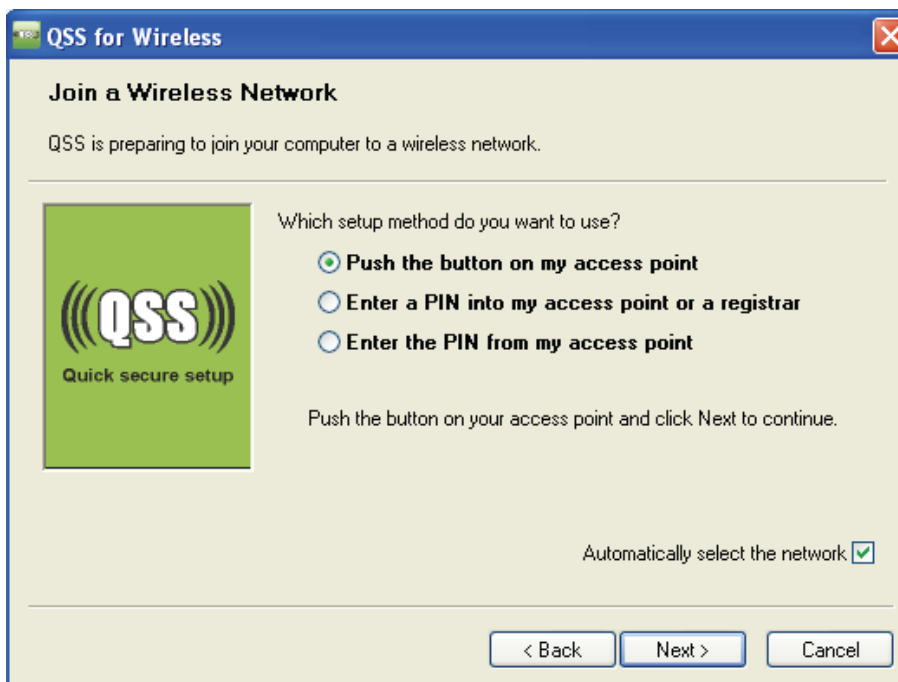 QSS for Wireless
Join a Wireless Network
QSS is preparing to join your computer to a wireless network.
Which setup method do you want to use?
Push the button on my access point
Enter a PIN into my access point or a registrar
Enter the PIN from my access point
(((QSS)))
Quick secure setup
Push the button on your access point and click Next to continue.
Automatically select the network
< Back
Next >
Cancel